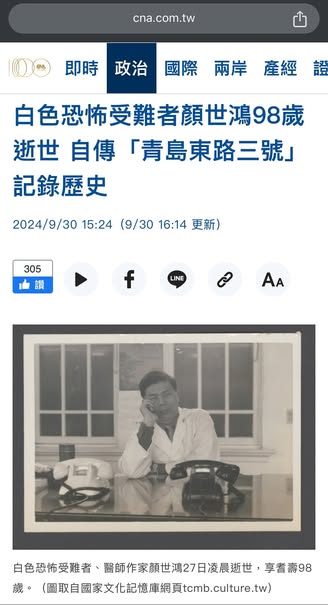 cna.com.tw
即時 政治 國際 兩岸 產經 證
白色恐怖受難者顏世鴻98歲
逝世 自傳「青島東路三號」
記錄歷史
2024/9/30 15:24（9/30 16:14 更新）
305
讚
LINE
AA
白色恐怖受難者、醫師作家顏世鴻27日凌晨逝世，享耆壽98
歲。（圖取自國家文化記憶庫網頁tcmb.culture.tw）